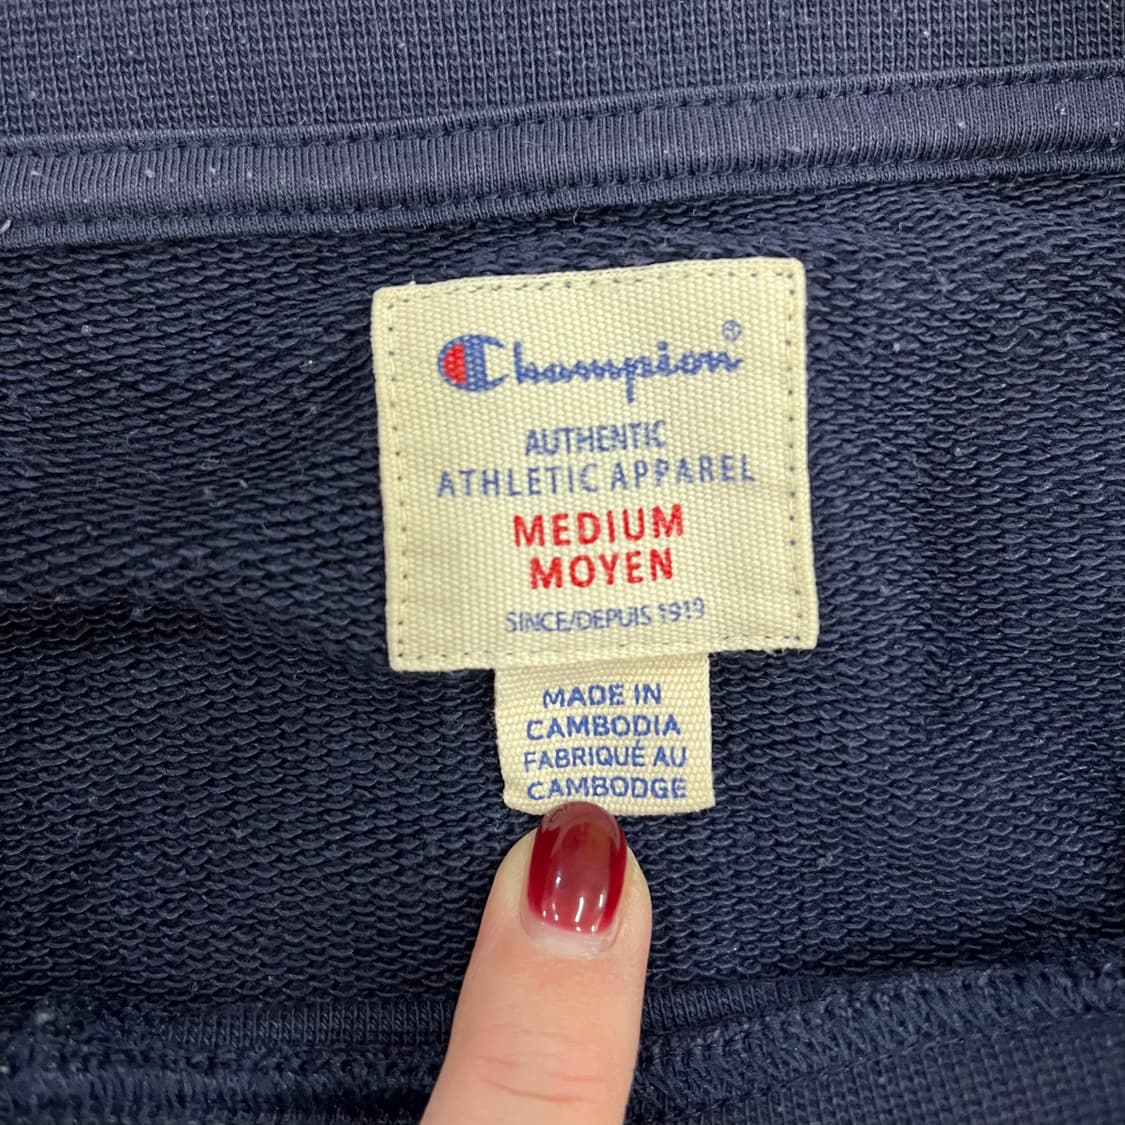 Champion®
AUTHENTIC
ATHLETIC APPAREL
MEDIUM
MOYEN
SINCE/DEPUIS 1919
MADE IN
CAMBODIA
FABRIQUÉ AU
CAMBODGE